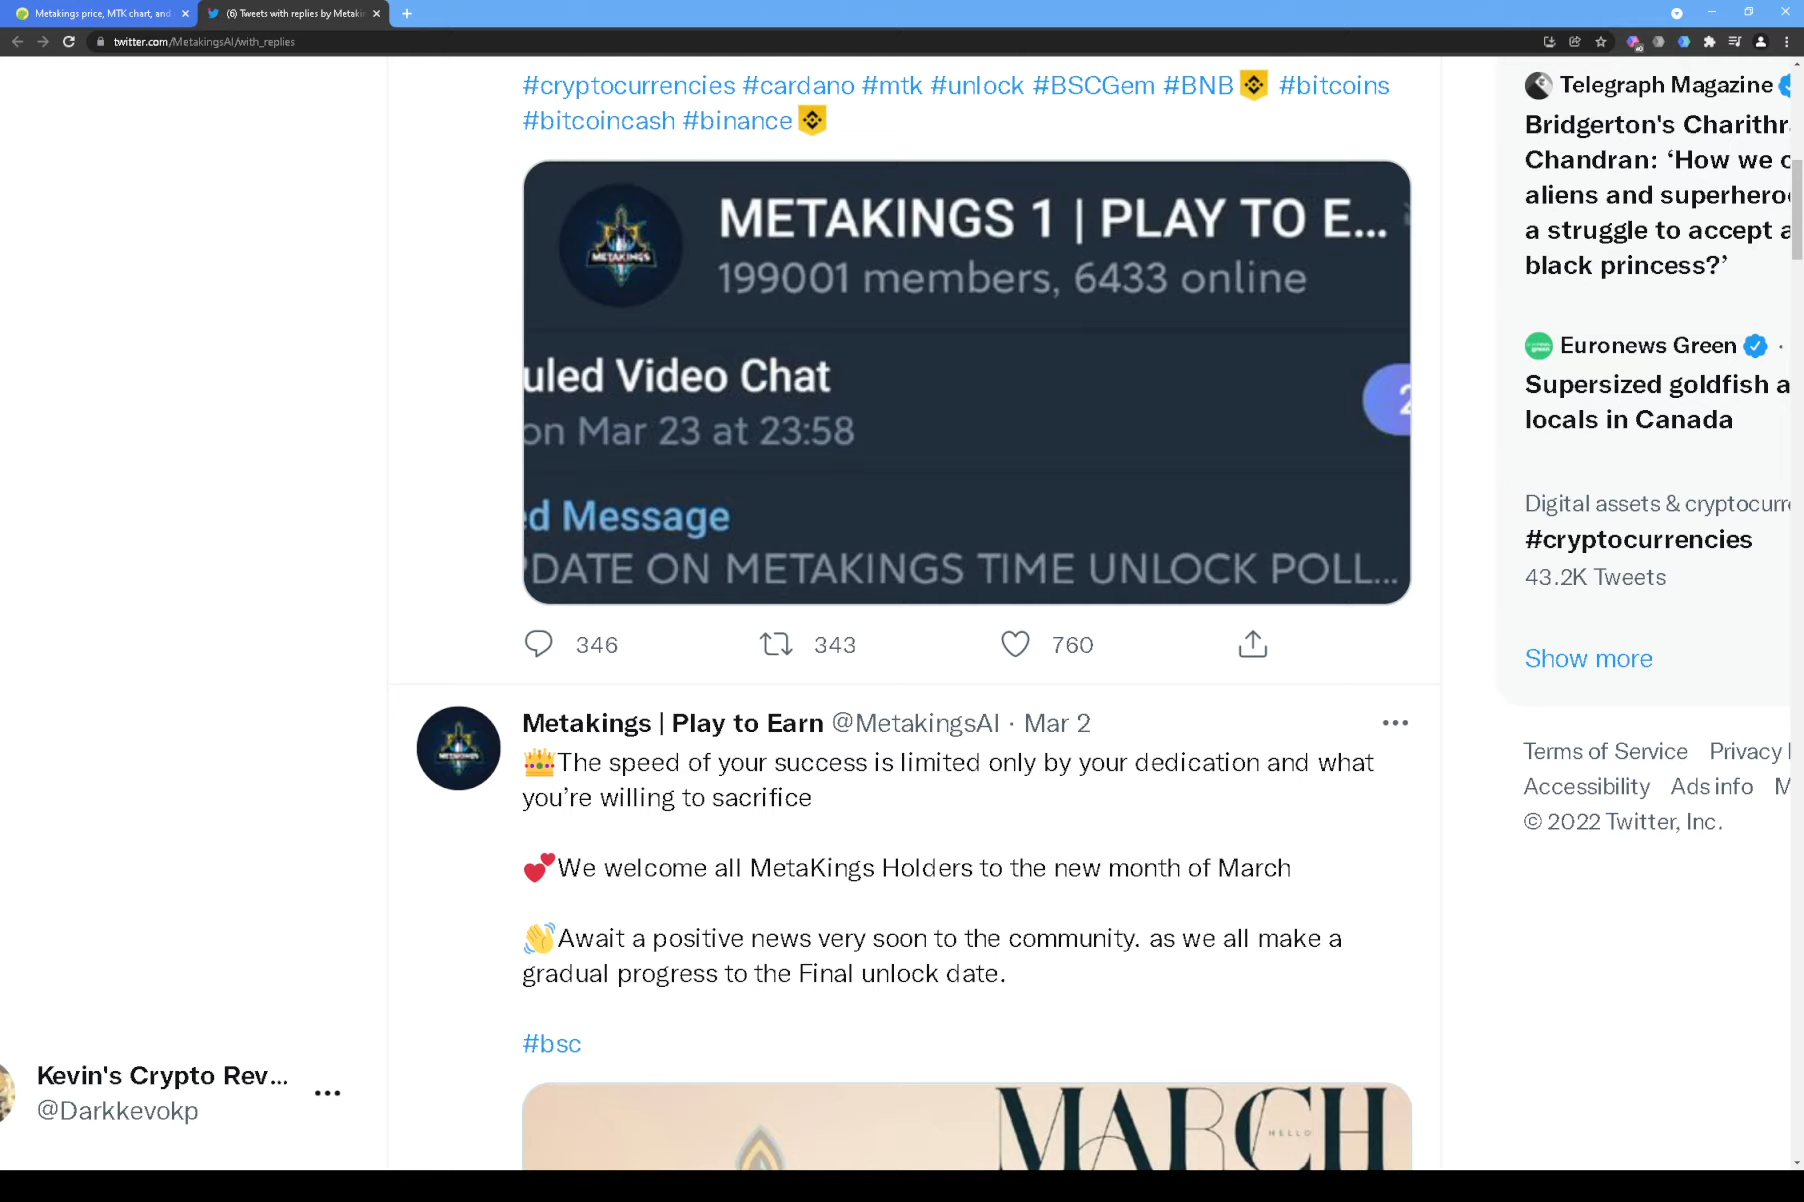 Metakings price, MTK chart, and
(6) Tweets with replies by Metaki
twitter.com/MetakingsAI/with_replies
#cryptocurrencies #cardano #mtk #unlock #BSCGem #BNB #bitcoins
#bitcoincash #binance
METAKINGS
METAKINGS 1 | PLAY TO E...
199001 members, 6433 online
uled Video Chat
on Mar 23 at 23:58
2
ed Message
PDATE ON METAKINGS TIME UNLOCK POLL...
346
343
760
Metakings | Play to Earn @MetakingsAI · Mar 2
The speed of your success is limited only by your dedication and what
you're willing to sacrifice
We welcome all MetaKings Holders to the new month of March
Await a positive news very soon to the community. as we all make a
gradual progress to the Final unlock date.
#bsc
MARCH
HELLO
Telegraph Magazine
Bridgerton's Charithr
Chandran: ‘How we c
aliens and superhero
a struggle to accept a
black princess?’
Euronews Green ·
Supersized goldfish a
locals in Canada
Digital assets & cryptocurr
#cryptocurrencies
43.2K Tweets
Show more
Terms of Service Privacy
Accessibility Ads info M
© 2022 Twitter, Inc.
Kevin's Crypto Rev...
@Darkkevokp